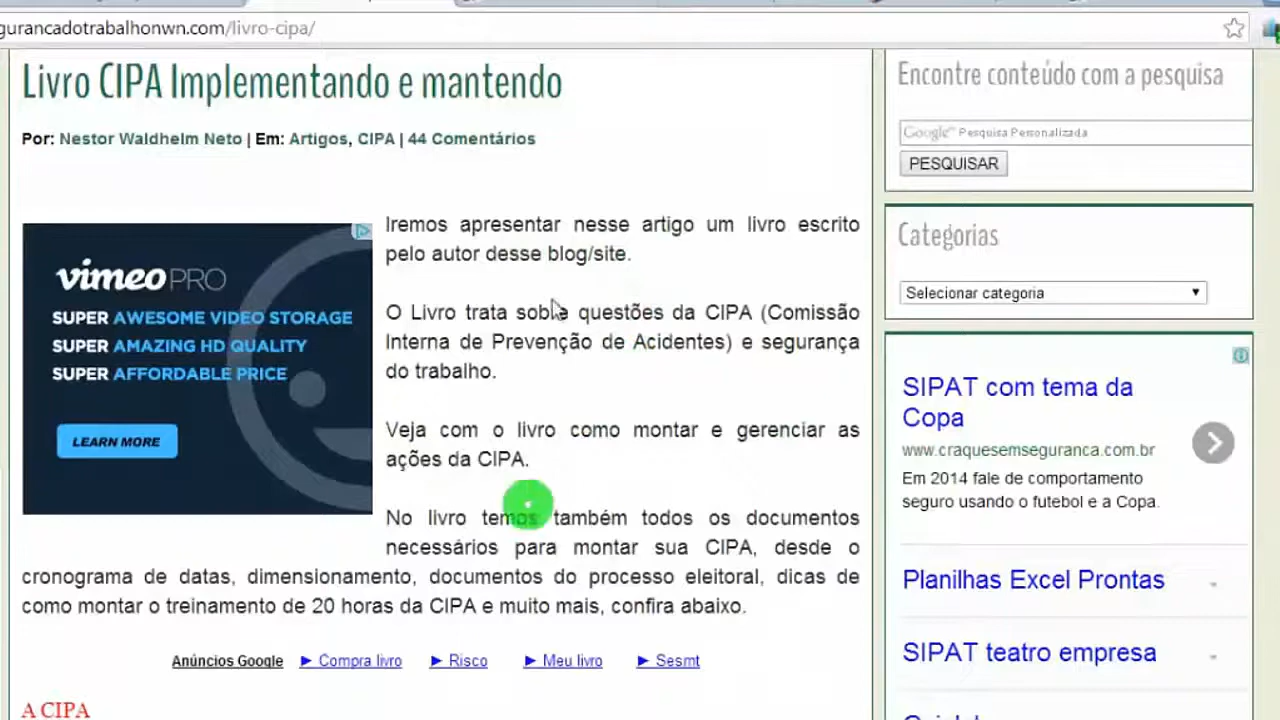 gurancadotrabalhonwn.com/livro-cipa/
Livro CIPA Implementando e mantendo
Por: Nestor Waldhelm Neto | Em: Artigos, CIPA | 44 Comentários
vimeo PRO
SUPER AWESOME VIDEO STORAGE
SUPER AMAZING HD QUALITY
SUPER AFFORDABLE PRICE
LEARN MORE
Iremos apresentar nesse artigo um livro escrito
pelo autor desse blog/site.
O Livro trata sobre questões da CIPA (Comissão
Interna de Prevenção de Acidentes) e segurança
do trabalho.
Veja com o livro como montar e gerenciar as
ações da CIPA.
No livro temos também todos os documentos
necessários para montar sua CIPA, desde o
cronograma de datas, dimensionamento, documentos do processo eleitoral, dicas de
como montar o treinamento de 20 horas da CIPA e muito mais, confira abaixo.
Anúncios Google ► Compra livro ► Risco ► Meu livro ► Sesmt
A CIPA
Encontre conteúdo com a pesquisa
Google™ Pesquisa Personalizada
PESQUISAR
Categorias
Selecionar categoria
SIPAT com tema da
Copa
www.craquesemseguranca.com.br
Em 2014 fale de comportamento
seguro usando o futebol e a Copa.
Planilhas Excel Prontas
SIPAT teatro empresa